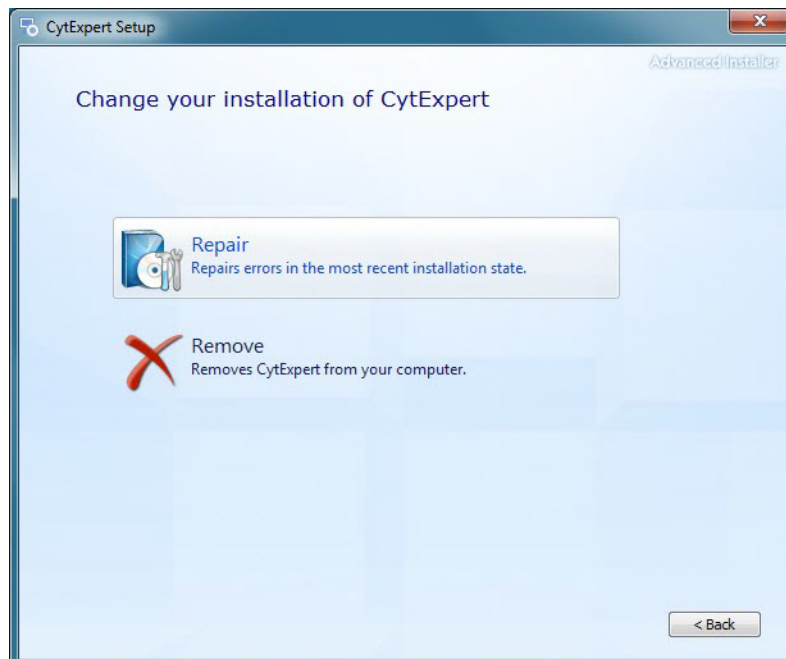 CytExpert Setup
Advanced Installer
Change your installation of CytExpert
Repair
Repairs errors in the most recent installation state.
Remove
Removes CytExpert from your computer.
< Back